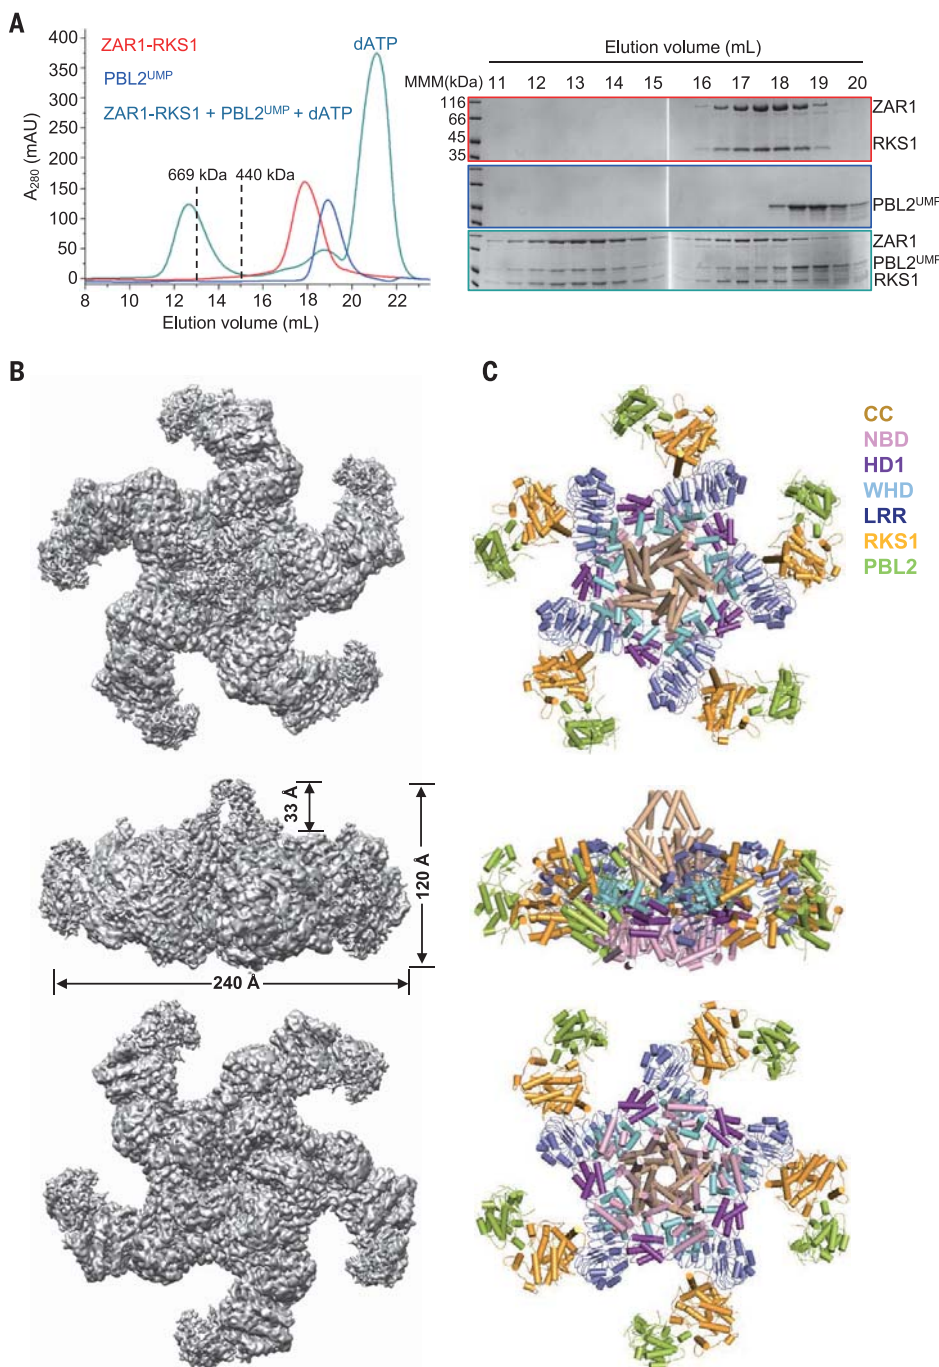 A
400
350
300
250
200
150
100
50
0
A280 (mAU)
ZAR1-RKS1
PBL2UMP
ZAR1-RKS1 + PBL2UMP + dATP
dATP
669 kDa
440 kDa
8 10 12 14 16 18 20 22
Elution volume (mL)
Elution volume (mL)
MMM(kDa) 11 12 13 14 15 16 17 18 19 20
116
66
45
35
ZAR1
RKS1
PBL2UMP
ZAR1
PBL2UMP
RKS1
B
33 Å
120 Å
240 Å
C
CC
NBD
HD1
WHD
LRR
RKS1
PBL2